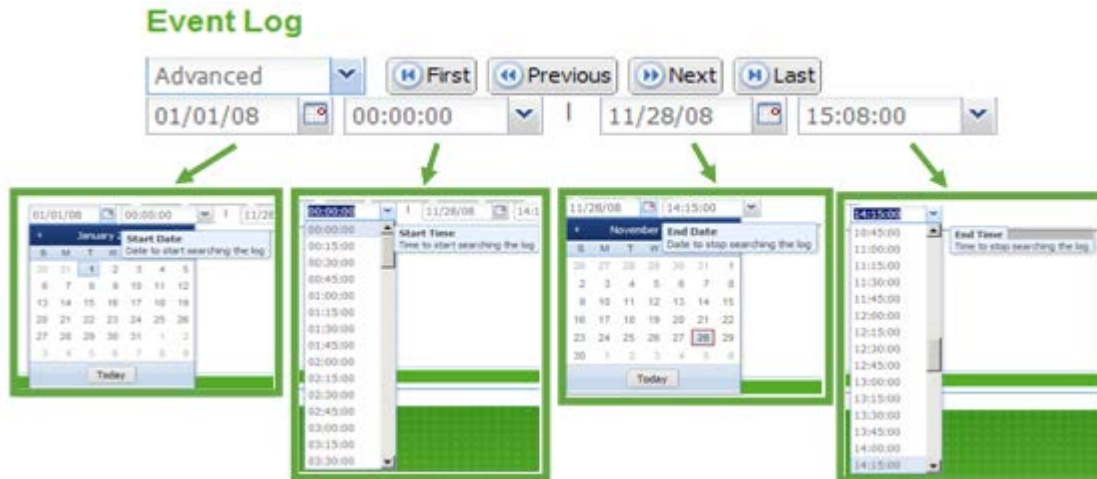 Event Log
Advanced First Previous Next Last
01/01/08 00:00:00 | 11/28/08 15:08:00
01/01/08 00:00:00 | 11/28
January 2
Start Date
Date to start searching the log
S M T W
30 31 1 2 3 4 5
6 7 8 9 10 11 12
13 14 15 16 17 18 19
20 21 22 23 24 25 26
27 28 29 30 31 1 2
3 4 5 6 7 8 9
Today
00:00:00 | 11/28/08 14:1
Start Time
Time to start searching the log
00:00:00
00:15:00
00:30:00
00:45:00
01:00:00
01:15:00
01:30:00
01:45:00
02:00:00
02:15:00
02:30:00
02:45:00
03:00:00
03:15:00
03:30:00
11/28/08 14:15:00
November
End Date
Date to stop searching the log
S M T W
26 27 28 29 30 31 1
2 3 4 5 6 7 8
9 10 11 12 13 14 15
16 17 18 19 20 21 22
23 24 25 26 27 28 29
30 1 2 3 4 5 6
Today
14:15:00
End Time
Time to stop searching the log
10:45:00
11:00:00
11:15:00
11:30:00
11:45:00
12:00:00
12:15:00
12:30:00
12:45:00
13:00:00
13:15:00
13:30:00
13:45:00
14:00:00
14:15:00